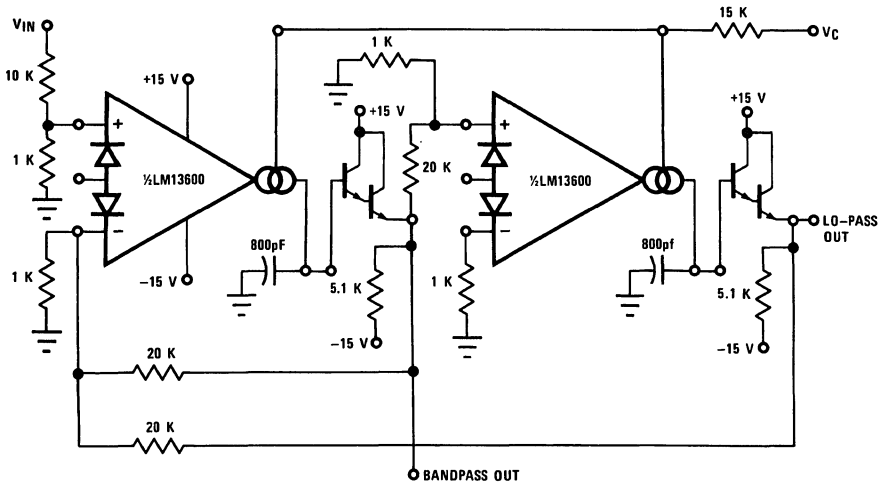 VIN
10 K
1 K
1 K
+
−
+15 V
½LM13600
−15 V
800pF
+15 V
5.1 K
−15 V
1 K
20 K
+
−
½LM13600
1 K
15 K
VC
800pf
+15 V
LO-PASS
OUT
5.1 K
−15 V
20 K
20 K
BANDPASS OUT